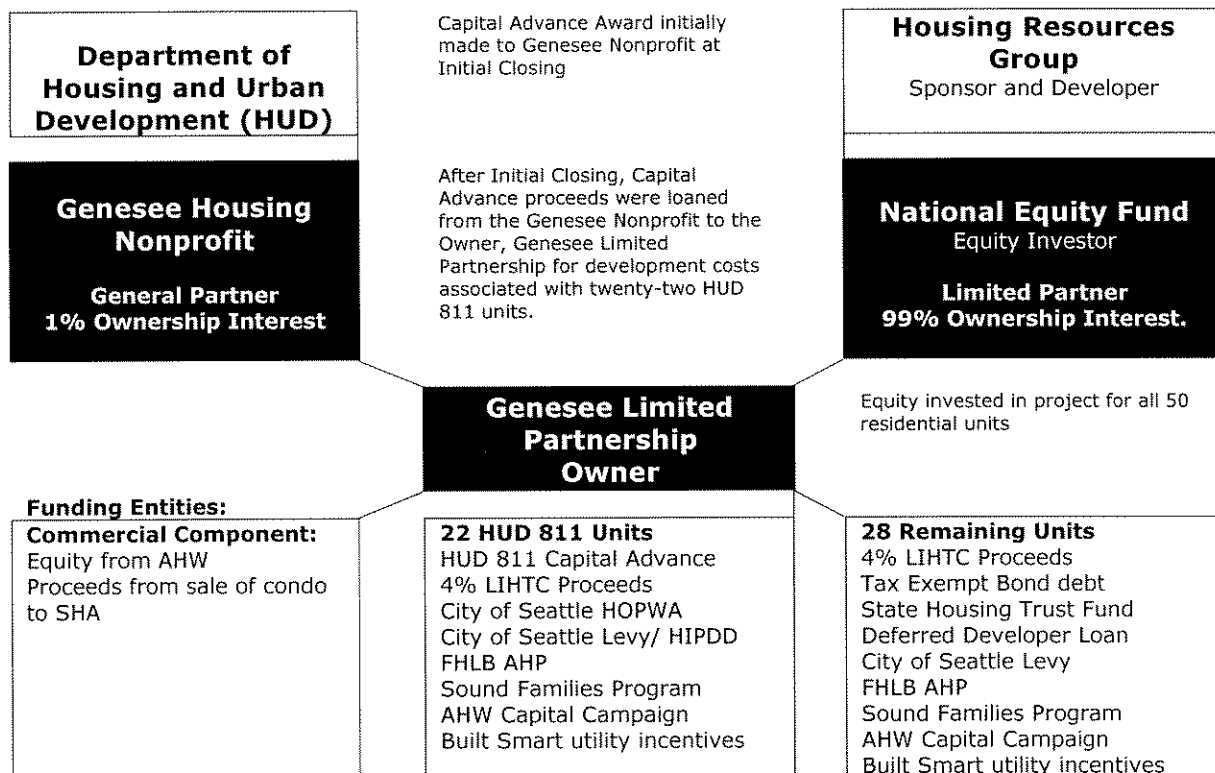 Department of
Housing and Urban
Development (HUD)
Capital Advance Award initially
made to Genesee Nonprofit at
Initial Closing
Housing Resources
Group
Sponsor and Developer
Genesee Housing
Nonprofit
General Partner
1% Ownership Interest
After Initial Closing, Capital
Advance proceeds were loaned
from the Genesee Nonprofit to the
Owner, Genesee Limited
Partnership for development costs
associated with twenty-two HUD
811 units.
National Equity Fund
Equity Investor
Limited Partner
99% Ownership Interest.
Genesee Limited
Partnership
Owner
Equity invested in project for all 50
residential units
Funding Entities:
Commercial Component:
Equity from AHW
Proceeds from sale of condo
to SHA
22 HUD 811 Units
HUD 811 Capital Advance
4% LIHTC Proceeds
City of Seattle HOPWA
City of Seattle Levy/ HIPDD
FHLB AHP
Sound Families Program
AHW Capital Campaign
Built Smart utility incentives
28 Remaining Units
4% LIHTC Proceeds
Tax Exempt Bond debt
State Housing Trust Fund
Deferred Developer Loan
City of Seattle Levy
FHLB AHP
Sound Families Program
AHW Capital Campaign
Built Smart utility incentives